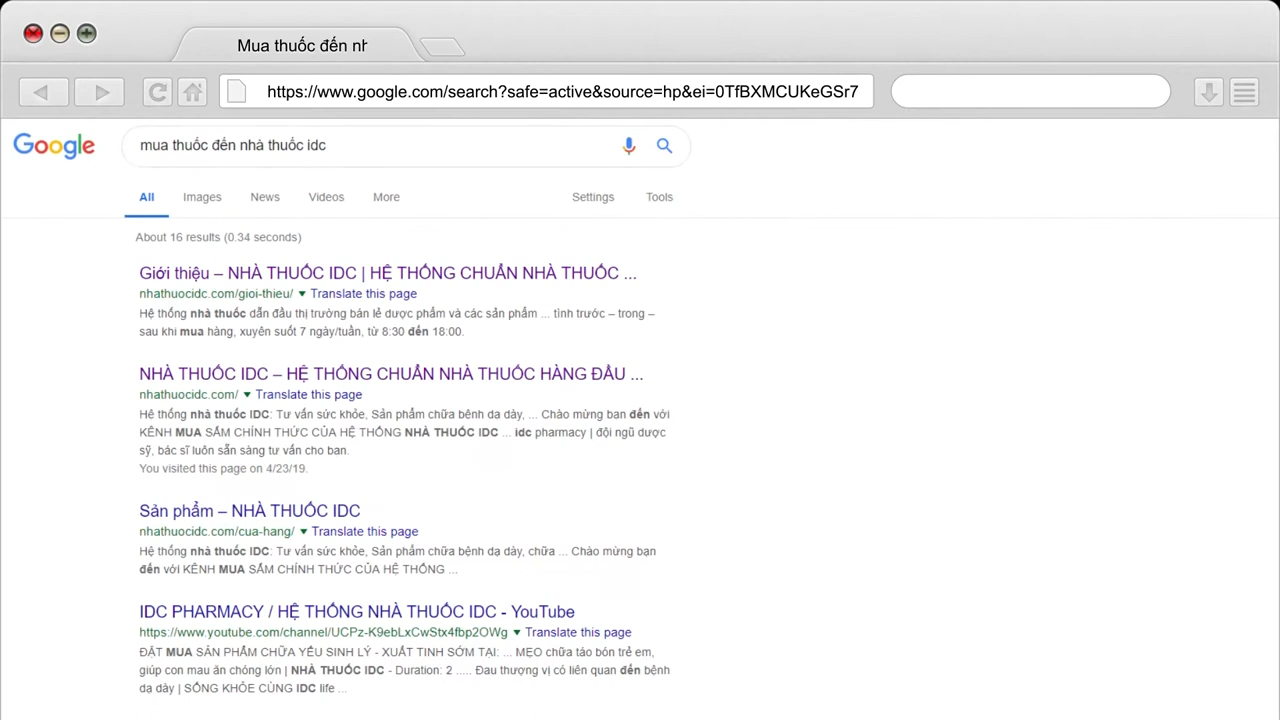 Mua thuốc đến nh
https://www.google.com/search?safe=active&source=hp&ei=0TfBXMCUKeGSr7
Google
mua thuốc đến nhà thuốc idc
All Images News Videos More Settings Tools
About 16 results (0.34 seconds)
Giới thiệu – NHÀ THUỐC IDC | HỆ THỐNG CHUẨN NHÀ THUỐC ...
nhathuocidc.com/gioi-thieu/ Translate this page
Hệ thống nhà thuốc dẫn đầu thị trường bán lẻ dược phẩm và các sản phẩm ... tình trước – trong –
sau khi mua hàng, xuyên suốt 7 ngày/tuần, từ 8:30 đến 18:00.
NHÀ THUỐC IDC – HỆ THỐNG CHUẨN NHÀ THUỐC HÀNG ĐẦU ...
nhathuocidc.com/ Translate this page
Hệ thống nhà thuốc IDC: Tư vấn sức khỏe, Sản phẩm chữa bệnh dạ dày, ... Chào mừng bạn đến với
KÊNH MUA SẮM CHÍNH THỨC CỦA HỆ THỐNG NHÀ THUỐC IDC ... idc pharmacy | đội ngũ dược
sỹ, bác sĩ luôn sẵn sàng tư vấn cho bạn.
You visited this page on 4/23/19.
Sản phẩm – NHÀ THUỐC IDC
nhathuocidc.com/cua-hang/ Translate this page
Hệ thống nhà thuốc IDC: Tư vấn sức khỏe, Sản phẩm chữa bệnh dạ dày, chữa ... Chào mừng bạn
đến với KÊNH MUA SẮM CHÍNH THỨC CỦA HỆ THỐNG ...
IDC PHARMACY / HỆ THỐNG NHÀ THUỐC IDC - YouTube
https://www.youtube.com/channel/UCPz-K9ebLxCwStx4fbp2OWg Translate this page
ĐẶT MUA SẢN PHẨM CHỮA YẾU SINH LÝ - XUẤT TINH SỚM TẠI: ... MẸO chữa táo bón trẻ em,
giúp con mau ăn chóng lớn | NHÀ THUỐC IDC - Duration: 2 ..... Đau thượng vị có liên quan đến bệnh
dạ dày | SỐNG KHỎE CÙNG IDC life ...